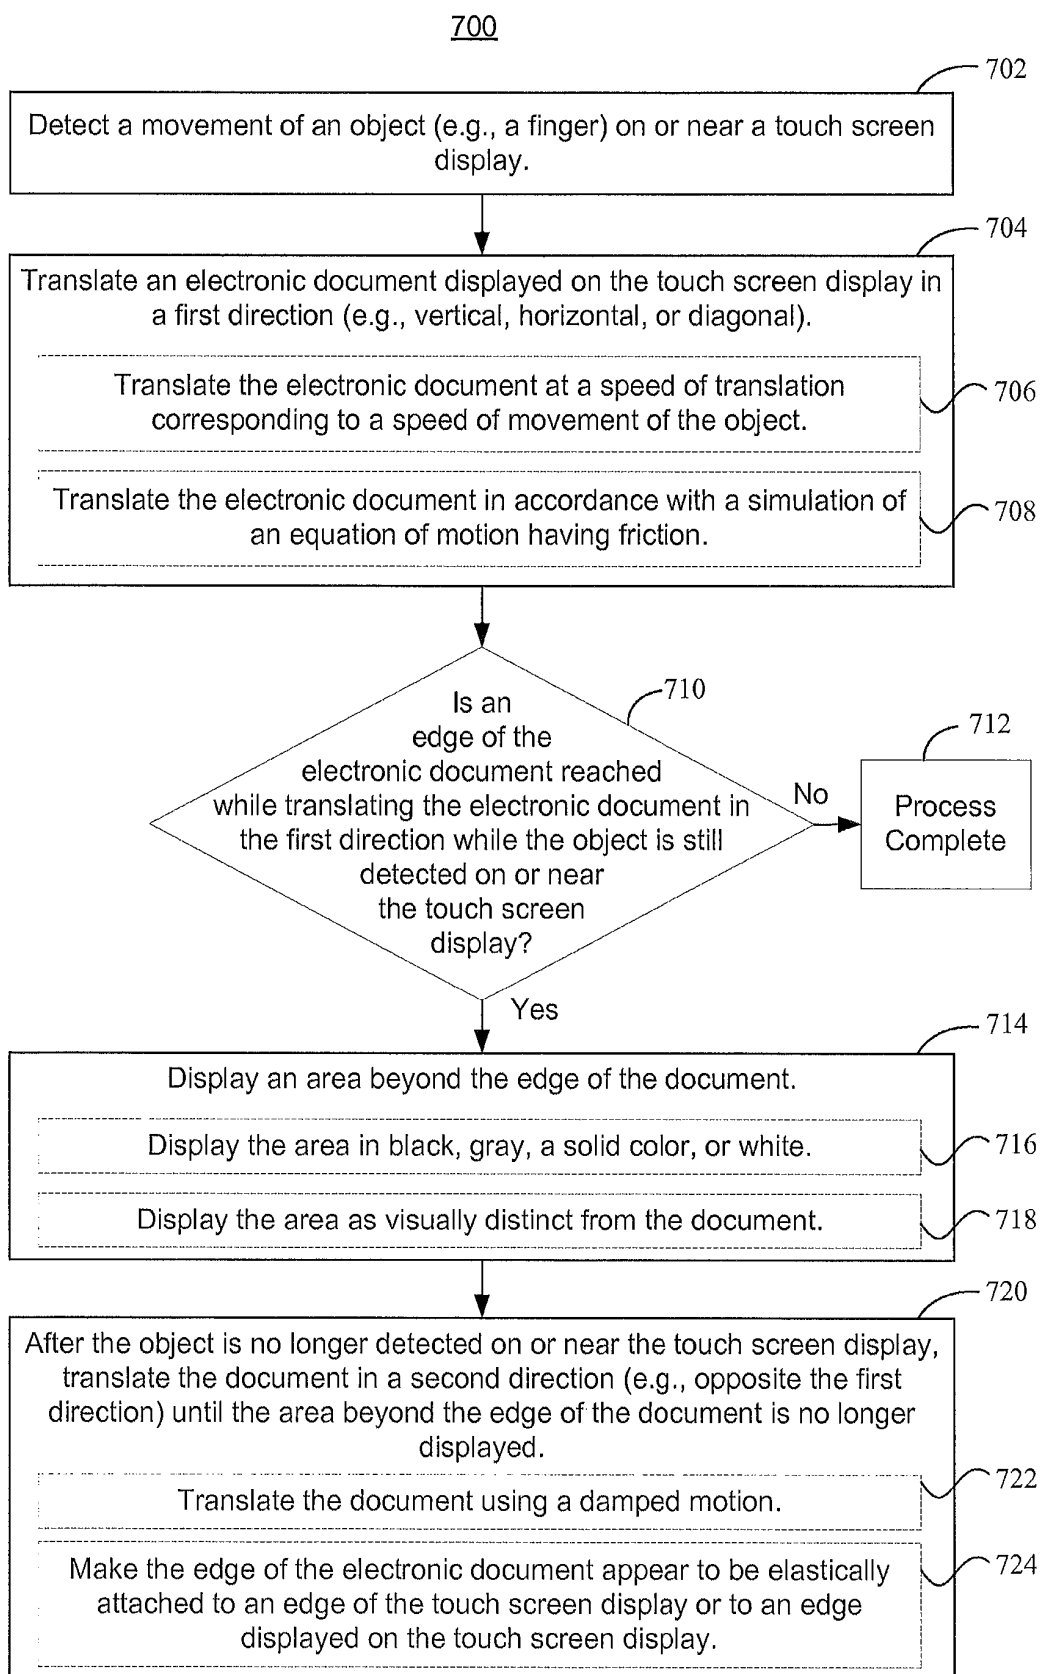 700
702
Detect a movement of an object (e.g., a finger) on or near a touch screen
display.
704
Translate an electronic document displayed on the touch screen display in
a first direction (e.g., vertical, horizontal, or diagonal).
Translate the electronic document at a speed of translation
corresponding to a speed of movement of the object.
706
Translate the electronic document in accordance with a simulation of
an equation of motion having friction.
708
710
Is an
edge of the
electronic document reached
while translating the electronic document in
the first direction while the object is still
detected on or near
the touch screen
display?
No
712
Process
Complete
Yes
714
Display an area beyond the edge of the document.
Display the area in black, gray, a solid color, or white.
716
Display the area as visually distinct from the document.
718
720
After the object is no longer detected on or near the touch screen display,
translate the document in a second direction (e.g., opposite the first
direction) until the area beyond the edge of the document is no longer
displayed.
Translate the document using a damped motion.
722
Make the edge of the electronic document appear to be elastically
attached to an edge of the touch screen display or to an edge
displayed on the touch screen display.
724